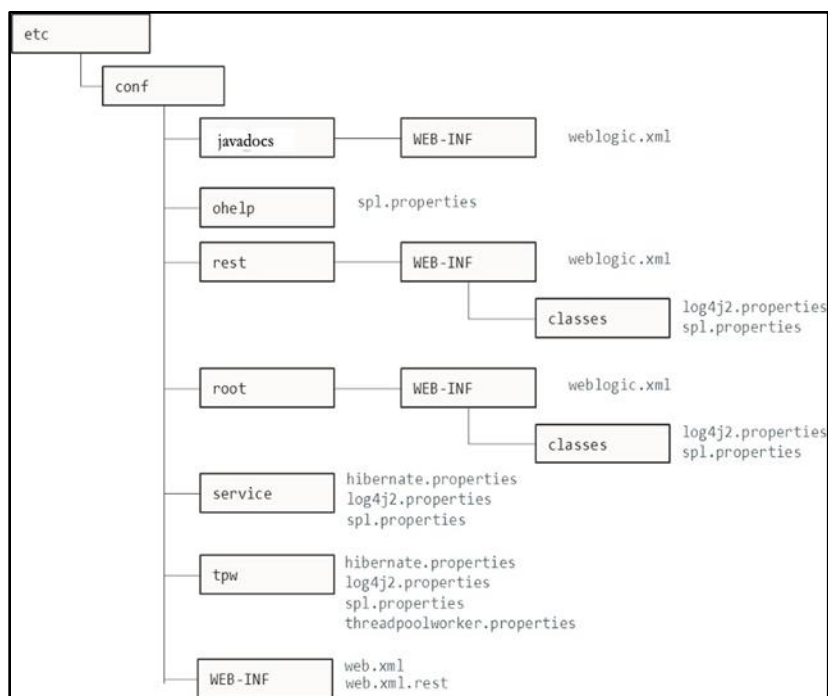 etc
conf
javadocs
WEB-INF
weblogic.xml
ohelp
spl.properties
rest
WEB-INF
weblogic.xml
classes
log4j2.properties
spl.properties
root
WEB-INF
weblogic.xml
classes
log4j2.properties
spl.properties
service
hibernate.properties
log4j2.properties
spl.properties
tpw
hibernate.properties
log4j2.properties
spl.properties
threadpoolworker.properties
WEB-INF
web.xml
web.xml.rest